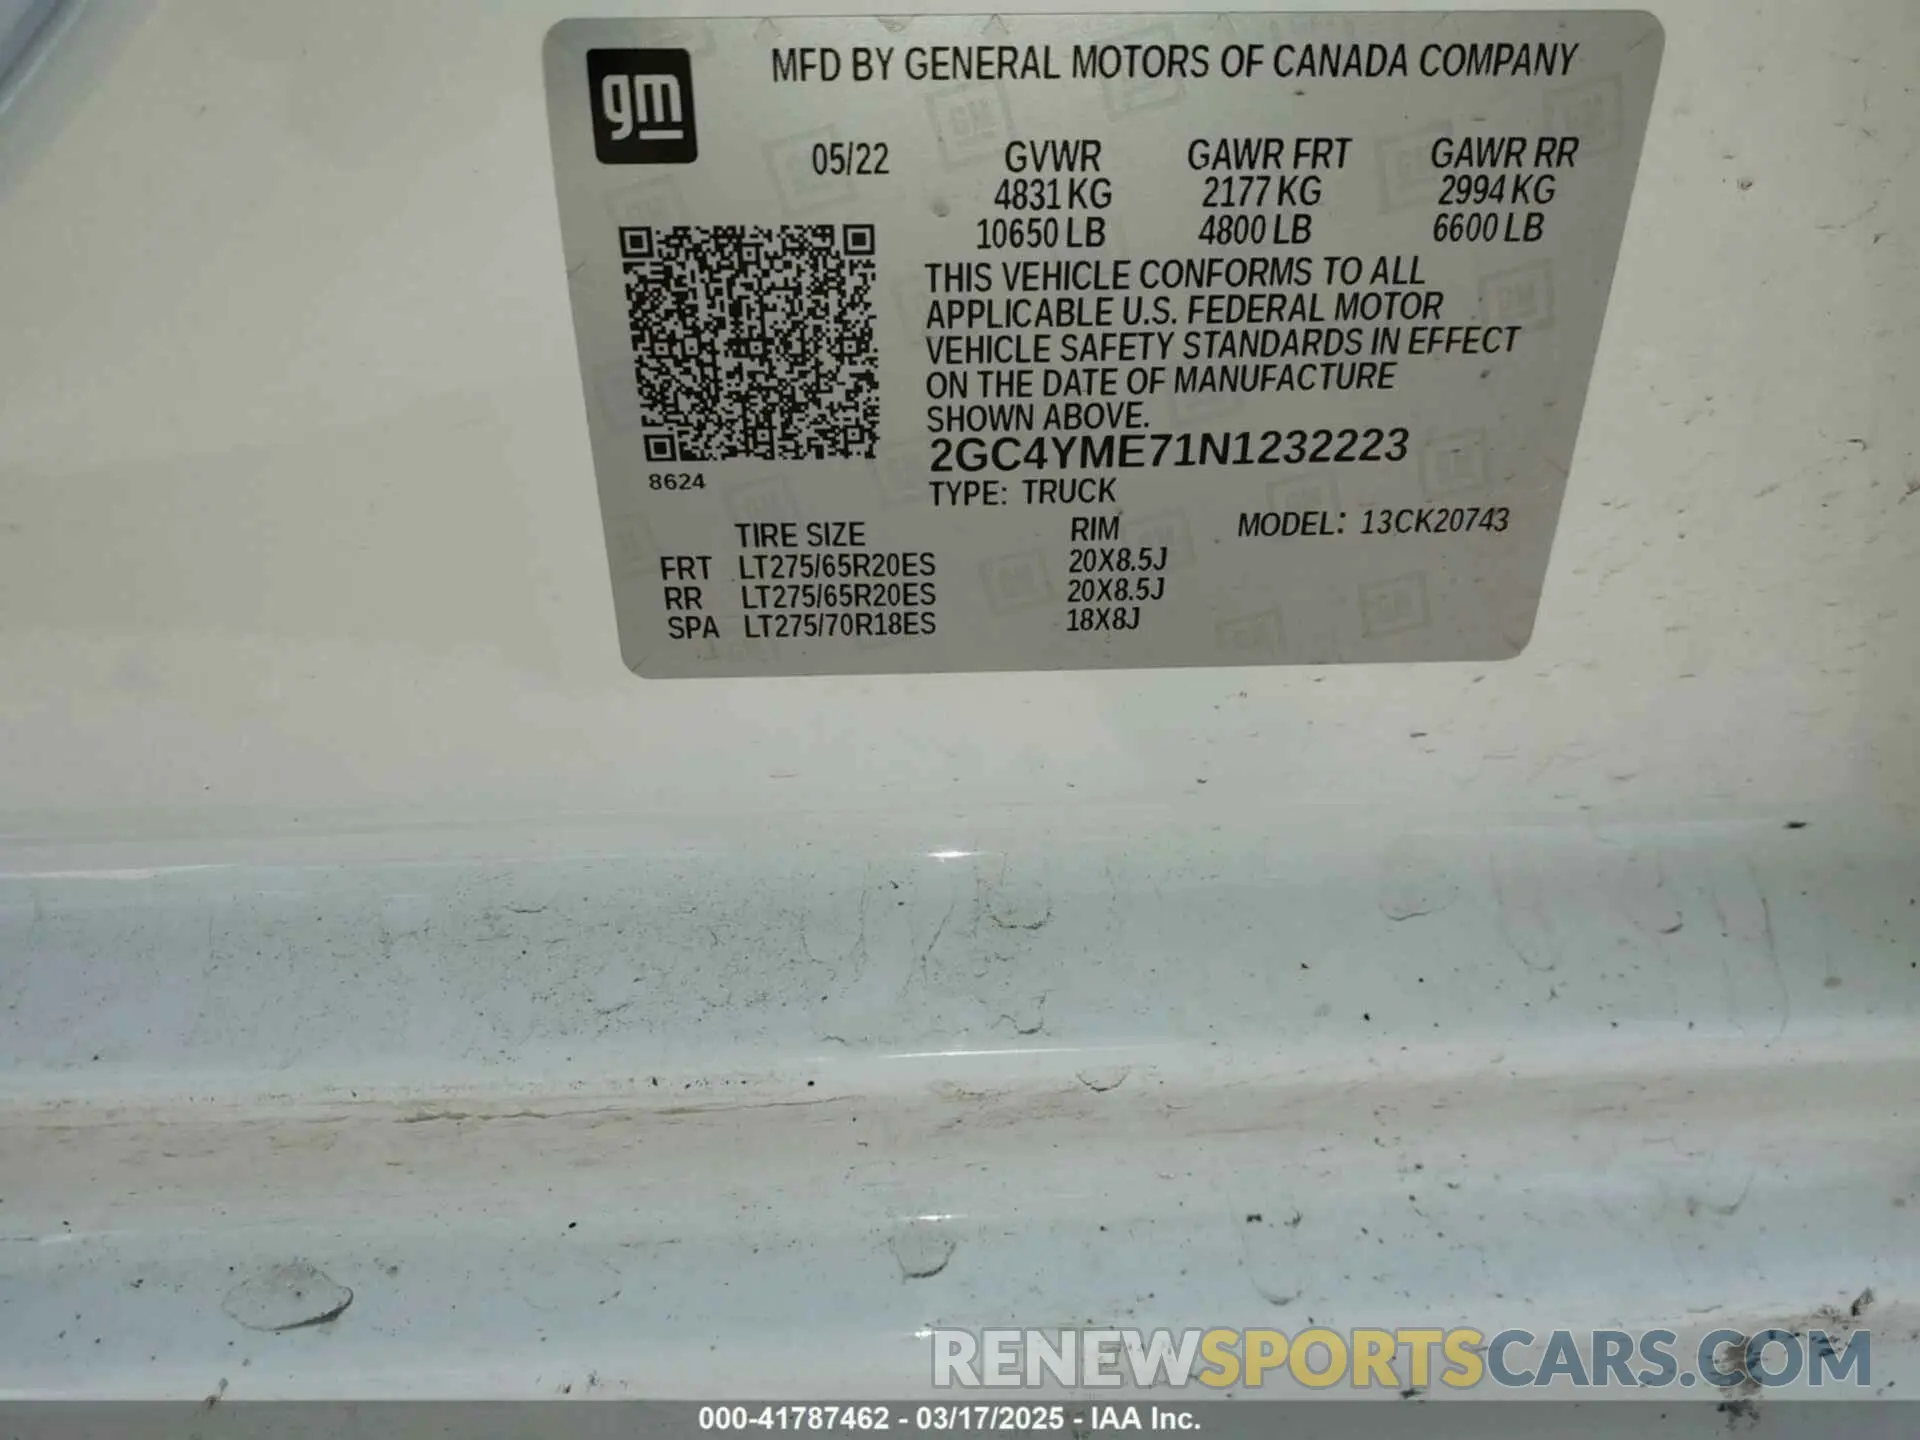 gm
MFD BY GENERAL MOTORS OF CANADA COMPANY
05/22 GVWR GAWR FRT GAWR RR
4831 KG 2177 KG 2994 KG
10650 LB 4800 LB 6600 LB
THIS VEHICLE CONFORMS TO ALL
APPLICABLE U.S. FEDERAL MOTOR
VEHICLE SAFETY STANDARDS IN EFFECT
ON THE DATE OF MANUFACTURE
SHOWN ABOVE.
2GC4YME71N1232223
8624
TYPE: TRUCK
TIRE SIZE RIM MODEL: 13CK20743
FRT LT275/65R20ES 20X8.5J
RR LT275/65R20ES 20X8.5J
SPA LT275/70R18ES 18X8J
RENEWSPORTSCARS.COM
000-41787462 - 03/17/2025 - IAA Inc.